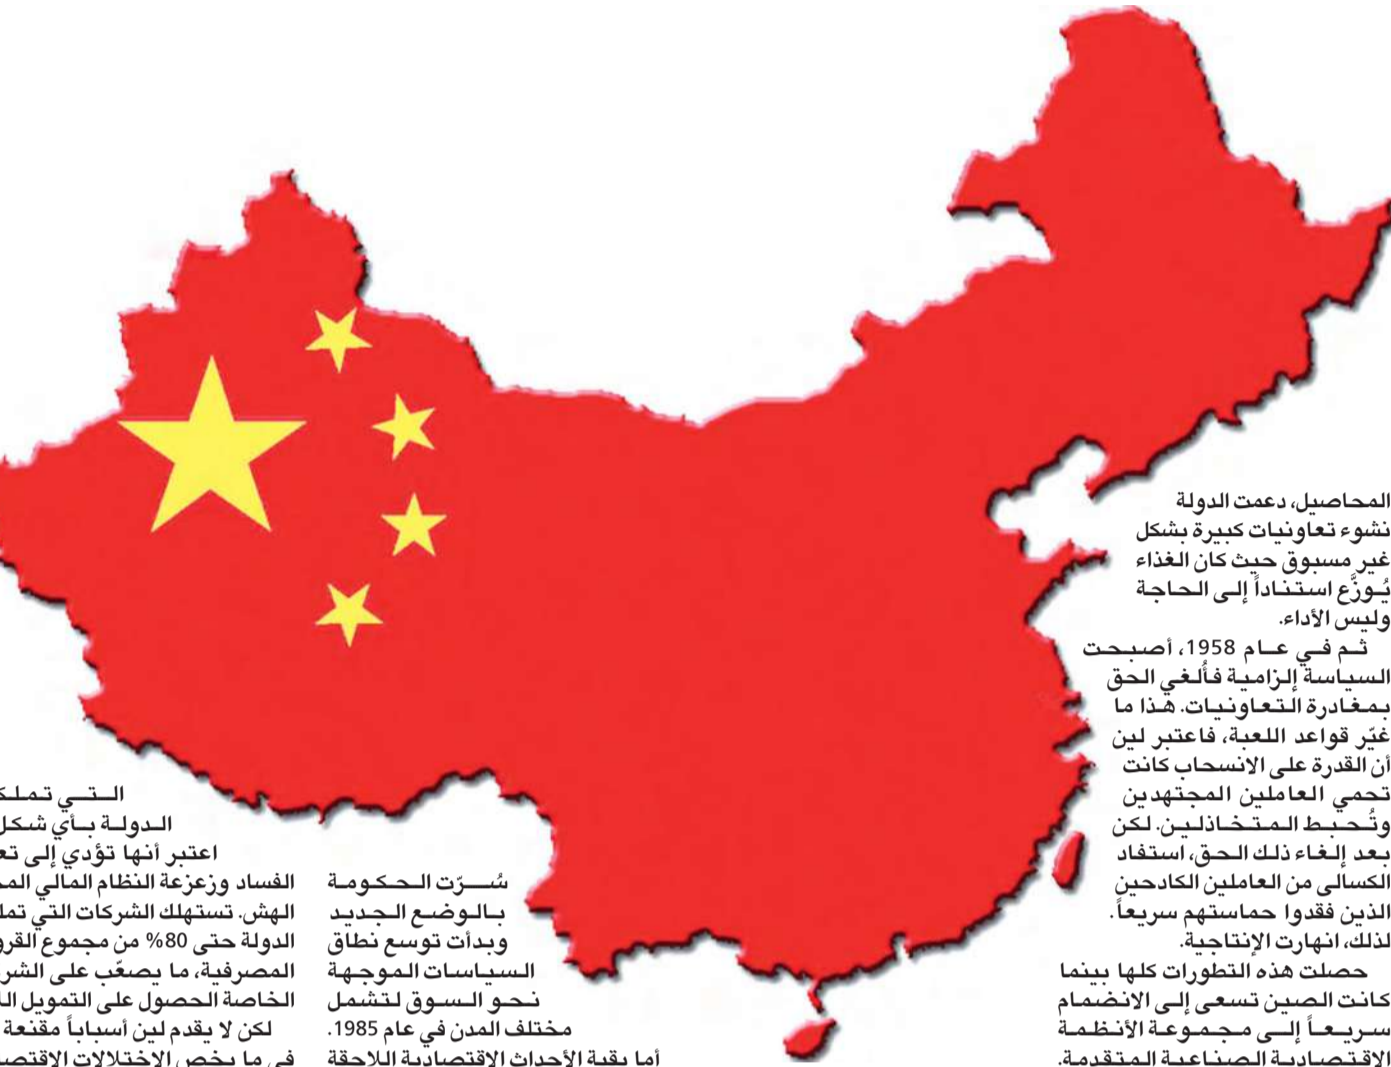 المحاصيل، دعمت الدولة
نشوء تعاونيات كبيرة بشكل
غير مسبوق حيث كان الغذاء
يُوزَّع استناداً إلى الحاجة
وليس الأداء.
ثم في عام 1958، أصبحت
السياسة إلزامية فأُلغي الحق
بمغادرة التعاونيات. هذا ما
غيّر قواعد اللعبة، فاعتبر لين
أن القدرة على الانسحاب كانت
تحمي العاملين المجتهدين
وتُحبط المتخاذلين. لكن
بعد إلغاء ذلك الحق، استفاد
الكسالى من العاملين الكادحين
الذين فقدوا حماستهم سريعاً.
لذلك، انهارت الإنتاجية.
حصلت هذه التطورات كلها بينما
كانت الصين تسعى إلى الانضمام
سريعاً إلى مجموعة الأنظمة
الاقتصادية الصناعية المتقدمة.
سُرّت الحكومة
بالوضع الجديد
وبدأت توسع نطاق
السياسات الموجهة
نحو السوق لتشمل
مختلف المدن في عام 1985.
أما بقية الأحداث الاقتصادية اللاحقة
التي
الدولة بأي شكل
اعتبر أنها تؤدي إلى
الفساد وزعزعة النظام المالي
الهش. تستهلك الشركات التي
الدولة حتى 80% من مجموع
المصرفية، ما يصعّب على
الخاصة الحصول على التمويل
لكن لا يقدم لين أسباباً مقنعة
في ما يخص الاختلالات